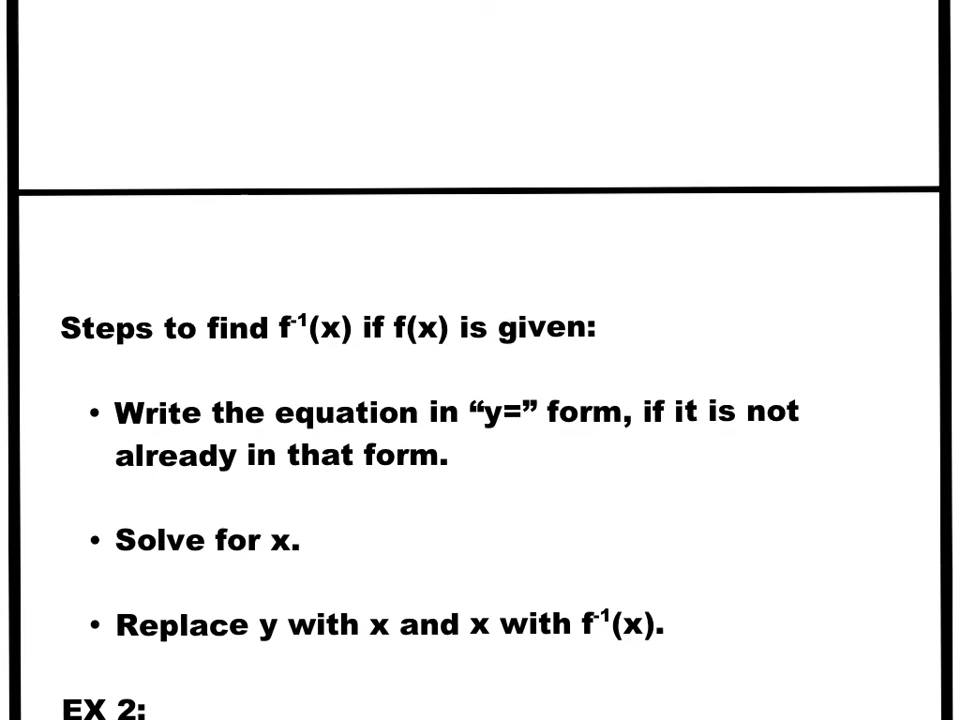 Steps to find f⁻¹(x) if f(x) is given:
• Write the equation in “y=” form, if it is not
already in that form.
• Solve for x.
• Replace y with x and x with f⁻¹(x).
EX 2: